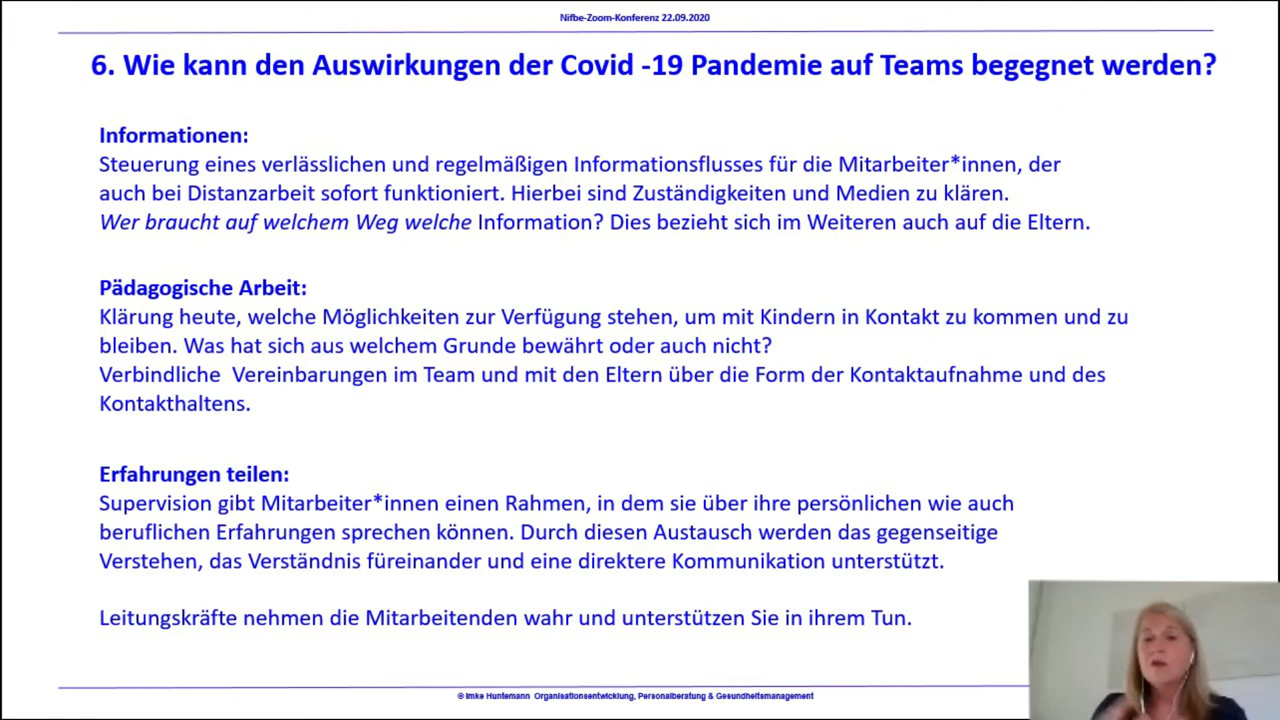 Nifbe-Zoom-Konferenz 22.09.2020
6. Wie kann den Auswirkungen der Covid -19 Pandemie auf Teams begegnet werden?
Informationen:
Steuerung eines verlässlichen und regelmäßigen Informationsflusses für die Mitarbeiter*innen, der
auch bei Distanzarbeit sofort funktioniert. Hierbei sind Zuständigkeiten und Medien zu klären.
Wer braucht auf welchem Weg welche Information? Dies bezieht sich im Weiteren auch auf die Eltern.
Pädagogische Arbeit:
Klärung heute, welche Möglichkeiten zur Verfügung stehen, um mit Kindern in Kontakt zu kommen und zu
bleiben. Was hat sich aus welchem Grunde bewährt oder auch nicht?
Verbindliche  Vereinbarungen im Team und mit den Eltern über die Form der Kontaktaufnahme und des
Kontakthaltens.
Erfahrungen teilen:
Supervision gibt Mitarbeiter*innen einen Rahmen, in dem sie über ihre persönlichen wie auch
beruflichen Erfahrungen sprechen können. Durch diesen Austausch werden das gegenseitige
Verstehen, das Verständnis füreinander und eine direktere Kommunikation unterstützt.
Leitungskräfte nehmen die Mitarbeitenden wahr und unterstützen Sie in ihrem Tun.
© Imke Huntemann  Organisationsentwicklung, Personalberatung & Gesundheitsmanagement